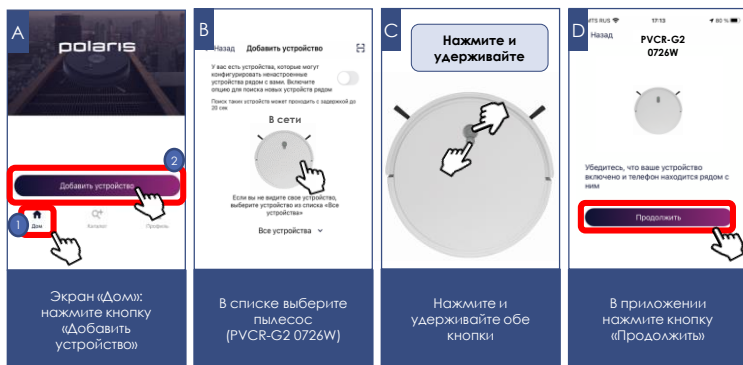 A
polaris
2
Добавить устройство
1
Дом
Каталог
Профиль
Экран «Дом»:
нажмите кнопку
«Добавить
устройство»
B
Назад
Добавить устройство
У вас есть устройства, которые могут
конфигурировать ненастроенные
устройства рядом с вами. Включите
опцию для поиска новых устройств рядом
Поиск таких устройств может проходить с задержкой до
20 сек
В сети
Если вы не видите свое устройство,
выберите устройство из списка «Все
устройства»
Все устройства
В списке выберите
пылесос
(PVCR-G2 0726W)
C
Нажмите и
удерживайте
Нажмите и
удерживайте обе
кнопки
D
MTS RUS
17:13
80 %
Назад
PVCR-G2
0726W
Убедитесь, что ваше устройство
включено и телефон находится рядом с
ним
Продолжить
В приложении
нажмите кнопку
«Продолжить»